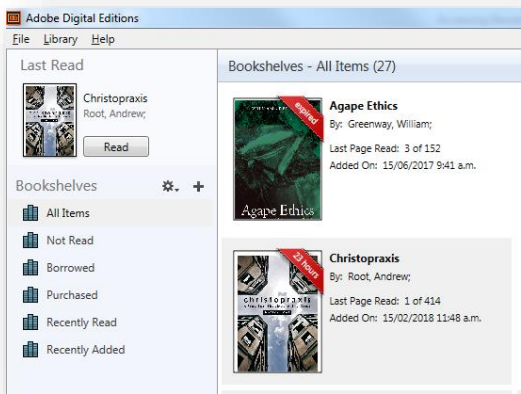 Adobe Digital Editions
File Library Help
Last Read
Christopraxis
Root, Andrew;
Read
Bookshelves
All Items
Not Read
Borrowed
Purchased
Recently Read
Recently Added
Bookshelves - All Items (27)
expired
Agape Ethics
Agape Ethics
By: Greenway, William;
Last Page Read: 3 of 152
Added On: 15/06/2017 9:41 a.m.
23 hours
christopraxis
Christopraxis
By: Root, Andrew;
Last Page Read: 1 of 414
Added On: 15/02/2018 11:48 a.m.